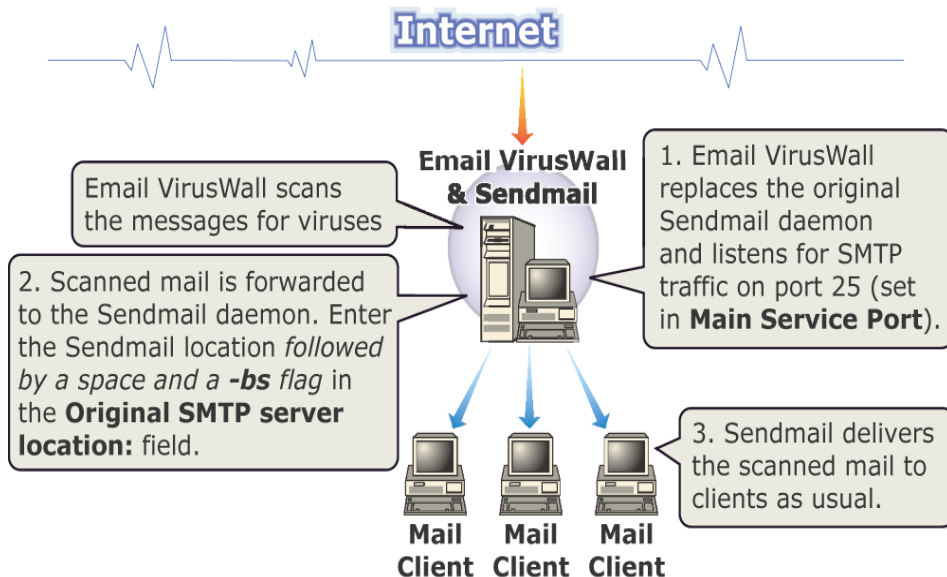 Internet
Email VirusWall
& Sendmail
Email VirusWall scans
the messages for viruses
1. Email VirusWall
replaces the original
Sendmail daemon
and listens for SMTP
traffic on port 25 (set
in Main Service Port).
2. Scanned mail is forwarded
to the Sendmail daemon. Enter
the Sendmail location followed
by a space and a -bs flag in
the Original SMTP server
location: field.
3. Sendmail delivers
the scanned mail to
clients as usual.
Mail
Client
Mail
Client
Mail
Client